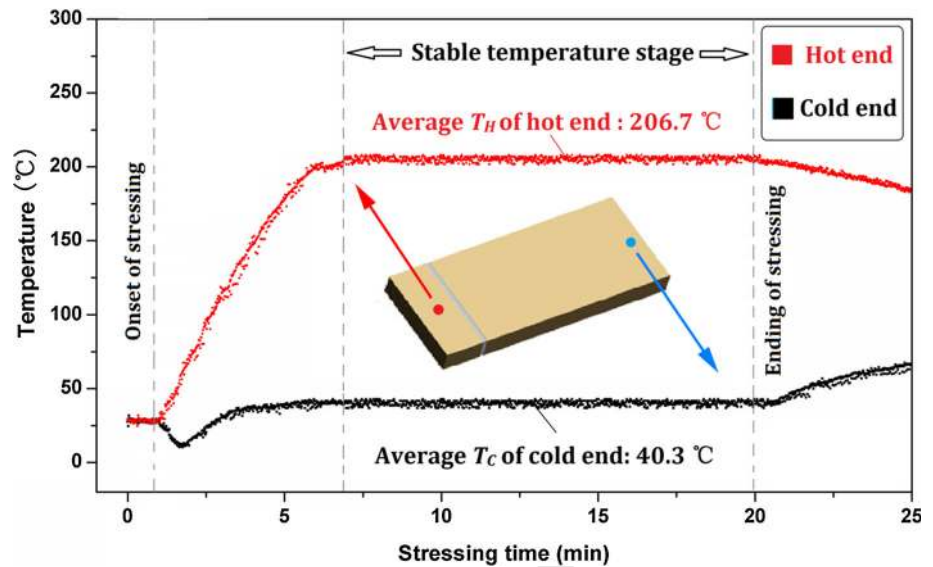 300
250
200
150
100
50
0
Temperature (℃)
Onset of stressing
Stable temperature stage
Hot end
Cold end
Average TH of hot end : 206.7 ℃
Average TC of cold end: 40.3 ℃
Ending of stressing
0
5
10
15
20
25
Stressing time (min)